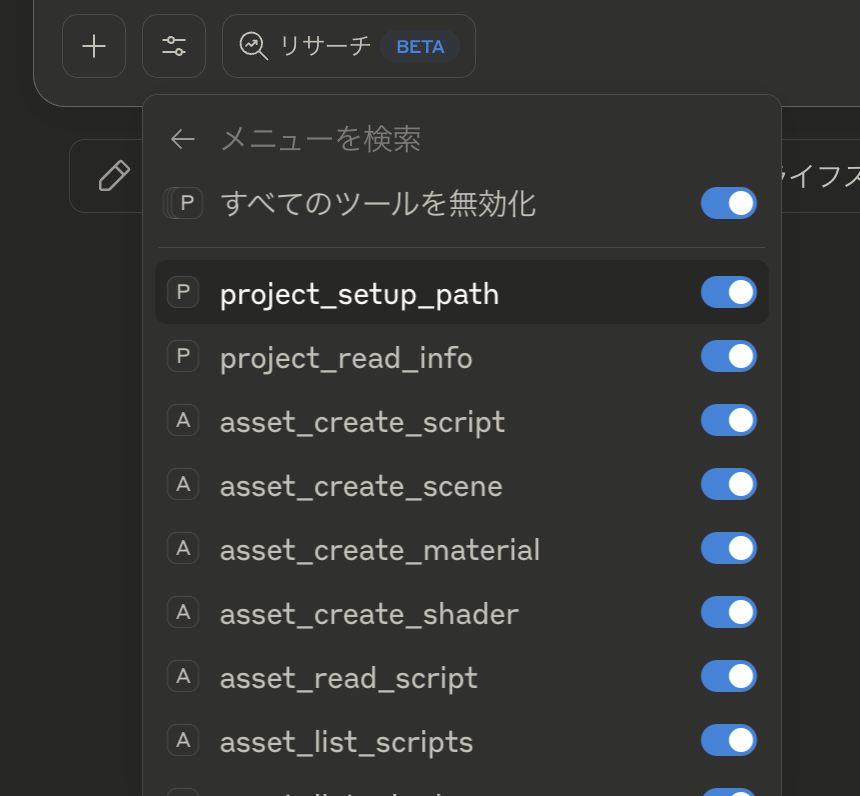 リサーチ BETA
メニューを検索
P すべてのツールを無効化
ライフス
P project_setup_path
P project_read_info
A asset_create_script
A asset_create_scene
A asset_create_material
A asset_create_shader
A asset_read_script
A asset_list_scripts